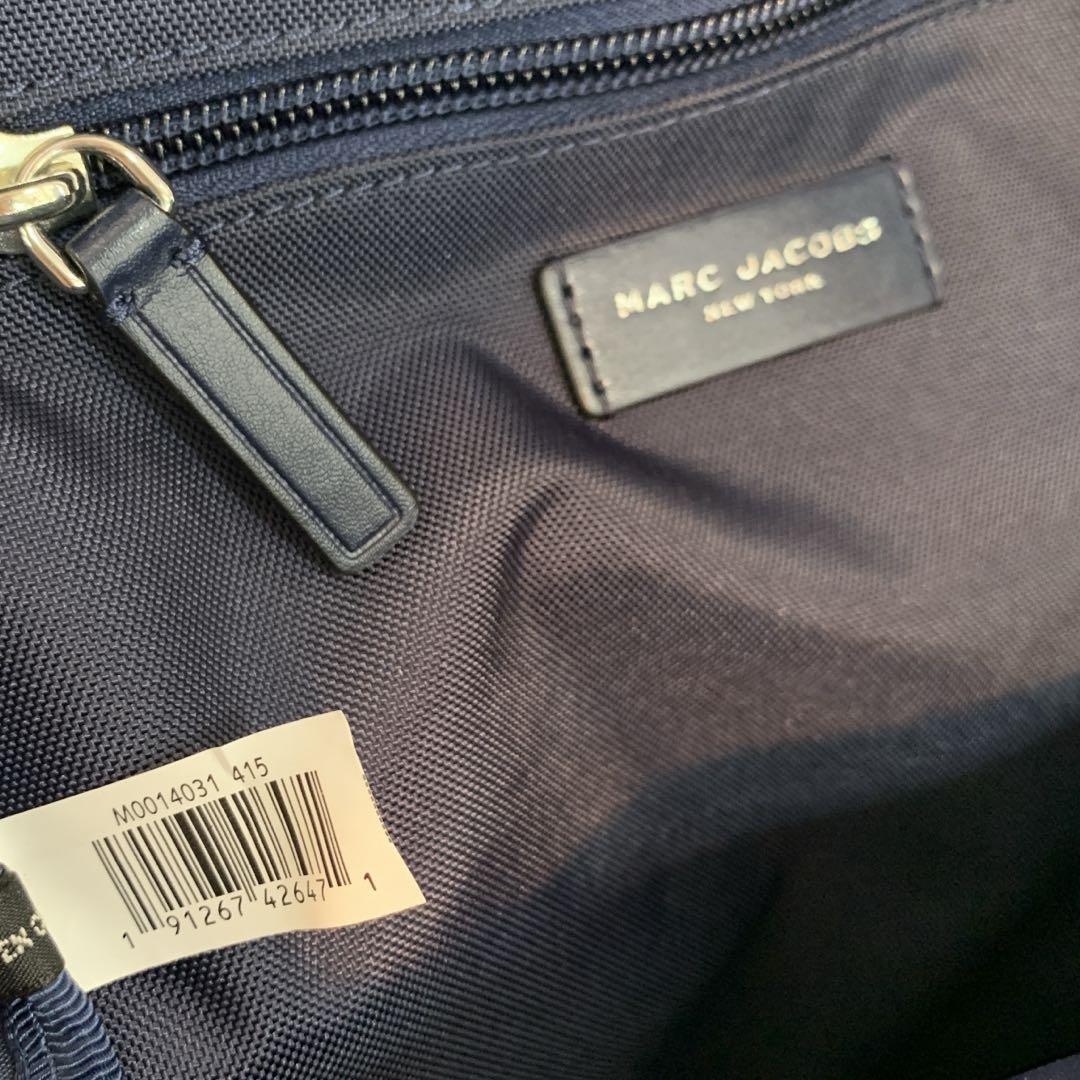 MARC JACOBS
NEW YORK
M0014031 415
1 91267 42647 1